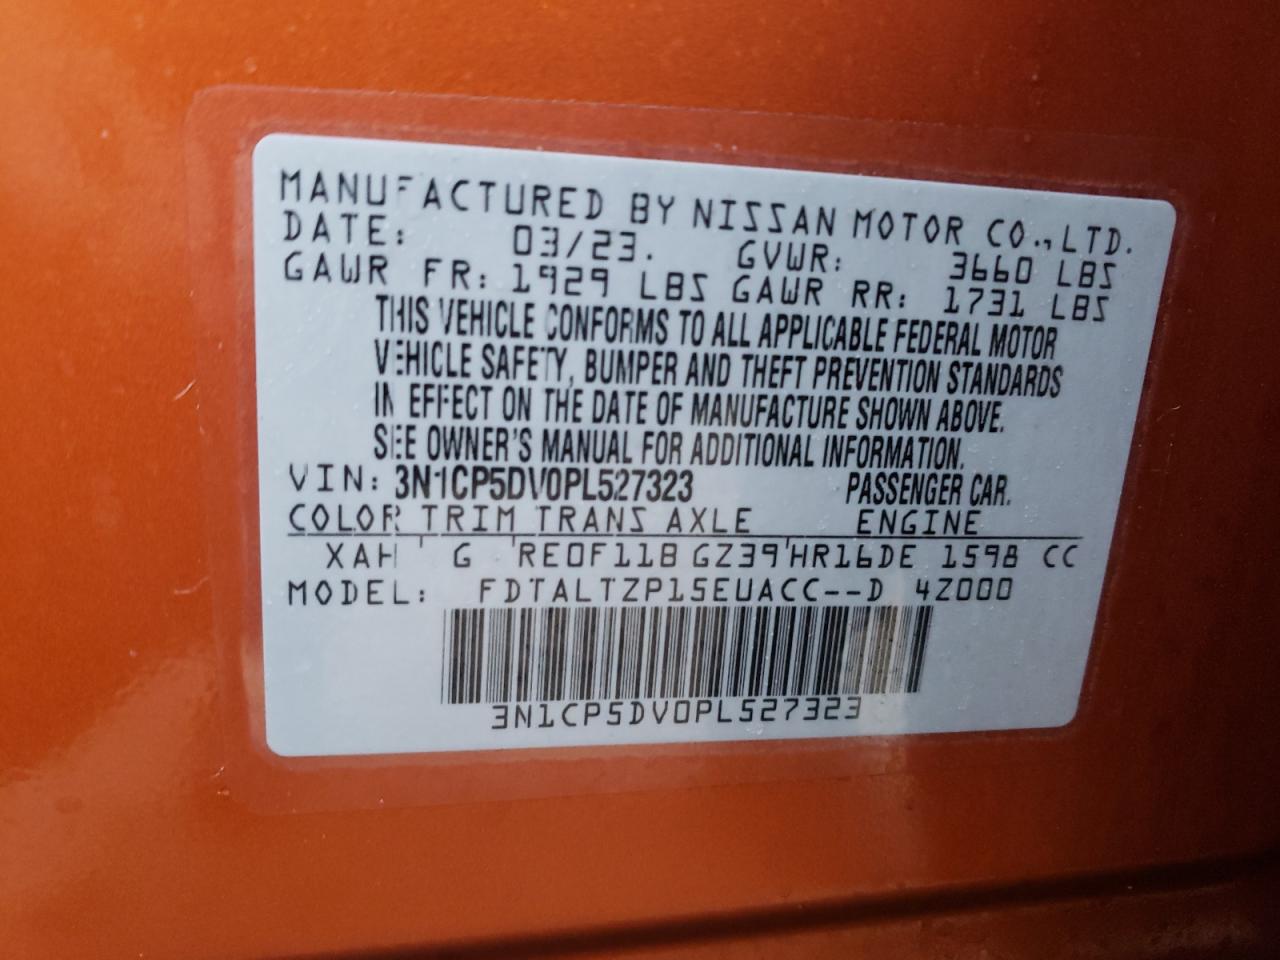 MANUFACTURED BY NISSAN MOTOR CO.,LTD.
DATE: 03/23. GVWR: 3660 LBS
GAWR FR: 1929 LBS GAWR RR: 1731 LBS
THIS VEHICLE CONFORMS TO ALL APPLICABLE FEDERAL MOTOR
VEHICLE SAFETY, BUMPER AND THEFT PREVENTION STANDARDS
IN EFFECT ON THE DATE OF MANUFACTURE SHOWN ABOVE.
SEE OWNER'S MANUAL FOR ADDITIONAL INFORMATION.
VIN: 3N1CP5DV0PL527323 PASSENGER CAR.
COLOR TRIM TRANS AXLE ENGINE
XAH G RE0F11B GZ39 HR16DE 1598 CC
MODEL: FDTALTZP15EUACC--D 4Z000
3N1CP5DV0PL527323